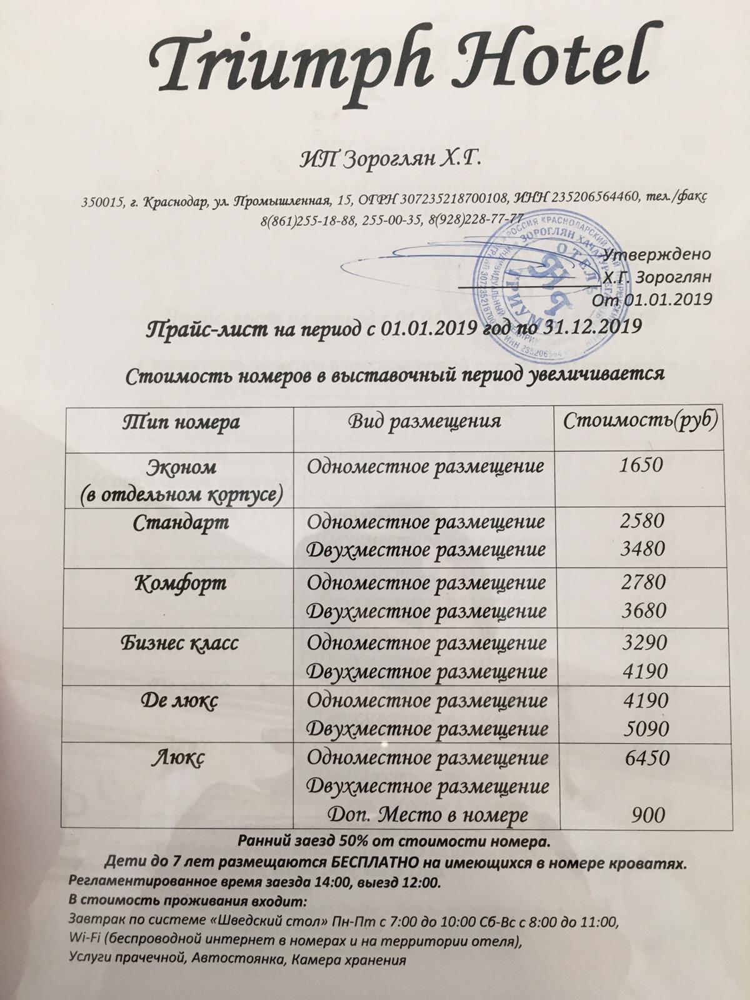 Triumph Hotel
ИП Зороглян Х.Г.
350015, г. Краснодар, ул. Промышленная, 15, ОГРН 307235218700108, ИНН 235206564460, тел./факс
8(861)255-18-88, 255-00-35, 8(928)228-77-77
РОССИЯ КРАСНОДАРСКИЙ КРАЙ
ЗОРОГЛЯН
ОТЕЛЬ
ТРИУМФ
ИНН 235206564
Утверждено
Х.Г. Зороглян
От 01.01.2019
Прайс-лист на период с 01.01.2019 год по 31.12.2019
Стоимость номеров в выставочный период увеличивается
Тип номера Вид размещения Стоимость(руб)
Эконом Одноместное размещение 1650
(в отдельном корпусе)
Стандарт Одноместное размещение 2580
Двухместное размещение 3480
Комфорт Одноместное размещение 2780
Двухместное размещение 3680
Бизнес класс Одноместное размещение 3290
Двухместное размещение 4190
Де люкс Одноместное размещение 4190
Двухместное размещение 5090
Люкс Одноместное размещение 6450
Двухместное размещение
Доп. Место в номере 900
Ранний заезд 50% от стоимости номера.
Дети до 7 лет размещаются БЕСПЛАТНО на имеющихся в номере кроватях.
Регламентированное время заезда 14:00, выезд 12:00.
В стоимость проживания входит:
Завтрак по системе «Шведский стол» Пн-Пт с 7:00 до 10:00 Сб-Вс с 8:00 до 11:00,
Wi-Fi (беспроводной интернет в номерах и на территории отеля),
Услуги прачечной, Автостоянка, Камера хранения